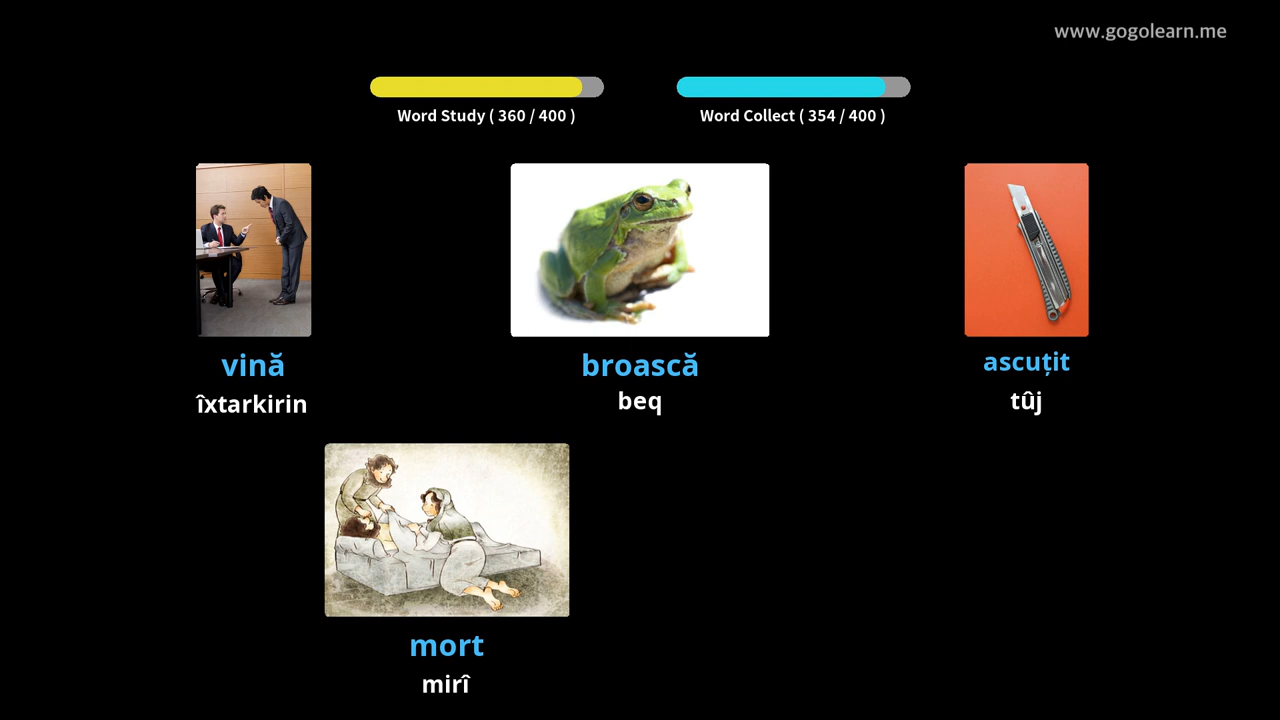 www.gogolearn.me
Word Study ( 360 / 400 )
Word Collect ( 354 / 400 )
vină
broască
ascuțit
îxtarkirin
beq
tûj
mort
mirî